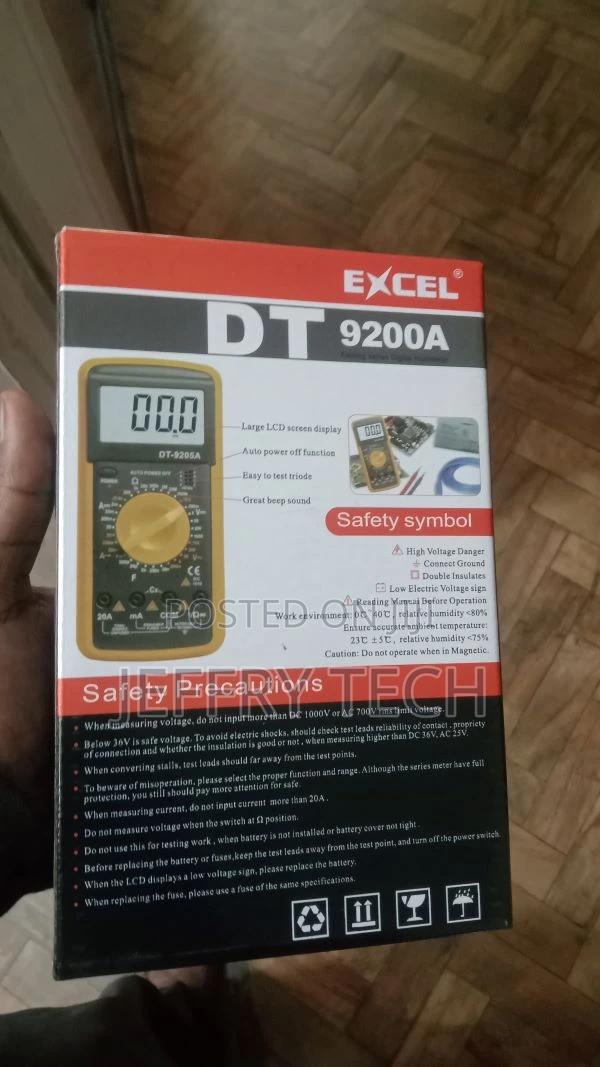 EXCEL®
DT 9200A
000
DT-9205A
AUTO POWER OFF
Large LCD screen display
Auto power off function
Easy to test triode
Great beep sound
20A mA
F
Safety symbol
High Voltage Danger
Connect Ground
Double Insulates
Low Electric Voltage sign
Reading Manual Before Operation
Work environment: 0℃~40℃, relative humidity <80%
Ensure accurate ambient temperature:
23℃ ±5℃, relative humidity <75%
Caution: Do not operate when in Magnetic.
POSTED ON JIJI
JEFFRY TECH
Safety Precautions
When measuring voltage, do not input more than DC 1000V or AC 700V rms limit voltage.
Below 36V is safe voltage. To avoid electric shocks, should check test leads reliability of contact, propriety
of connection and whether the insulation is good or not, when measuring higher than DC 36V, AC 25V.
When converting stalls, test leads should far away from the test points.
To beware of misoperation, please select the proper function and range. Although the series meter have full
protection, you still should pay more attention for safe.
When measuring current, do not input current more than 20A.
Do not measure voltage when the switch at Ω position.
Do not use this for testing work, when battery is not installed or battery cover not tight.
Before replacing the battery or fuses,keep the test leads away from the test point, and turn off the power switch.
When the LCD displays a low voltage sign, please replace the battery.
When replacing the fuse, please use a fuse of the same specifications.